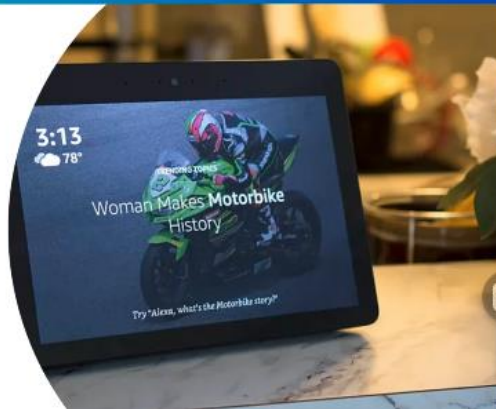 3:13
78°
TRENDING TOPICS
Woman Makes Motorbike
History
Try "Alexa, what's the Motorbike story?"